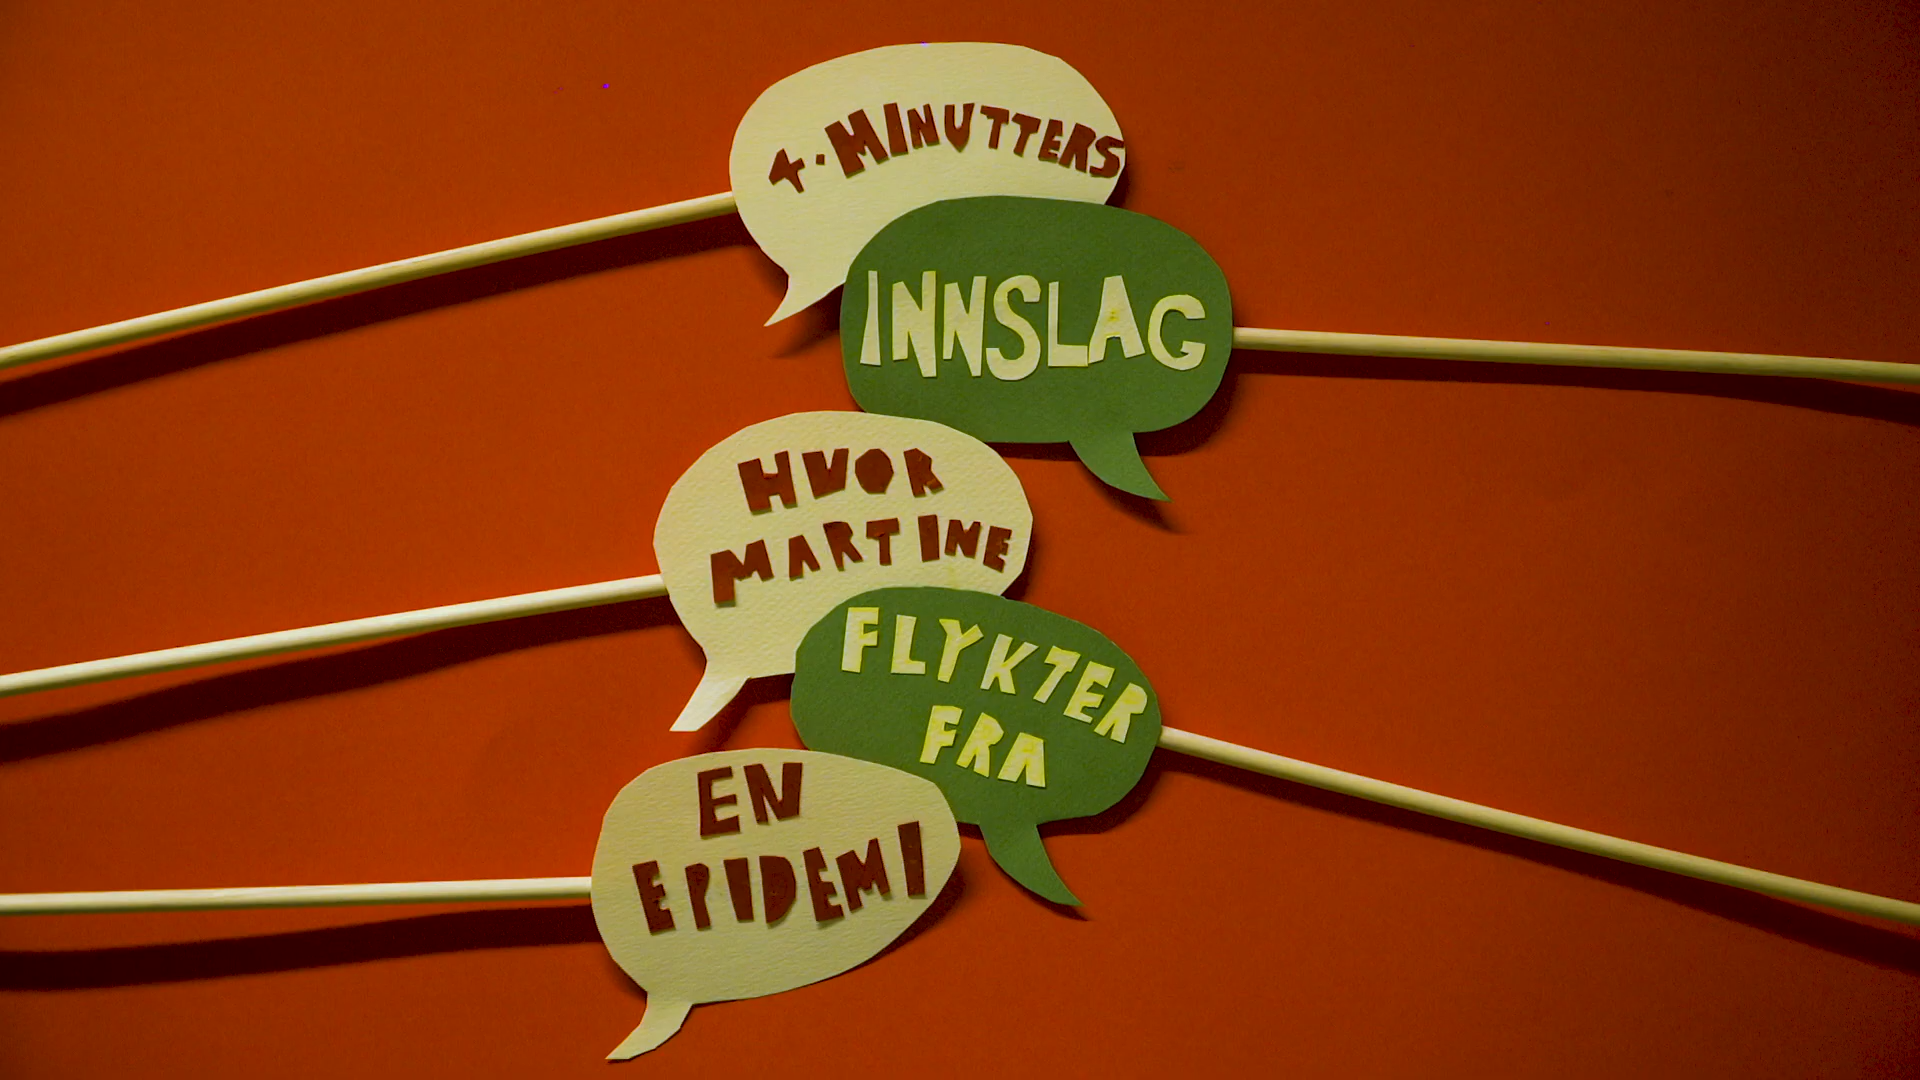 4-MINUTTERS
INNSLAG
HVOR
MARTINE
FLYKTER
FRA
EN
EPIDEMI